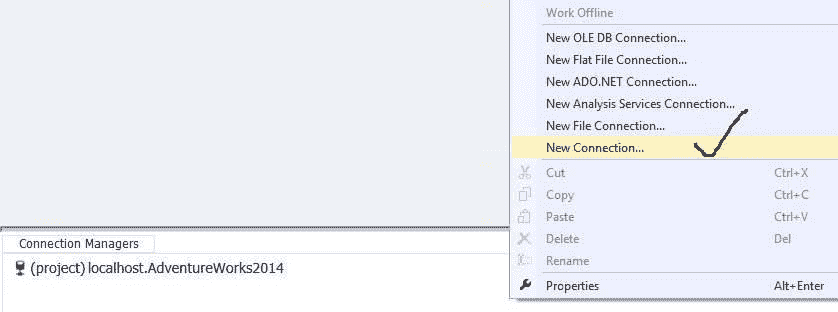 Work Offline
New OLE DB Connection...
New Flat File Connection...
New ADO.NET Connection...
New Analysis Services Connection...
New File Connection...
New Connection...
Cut Ctrl+X
Copy Ctrl+C
Paste Ctrl+V
Delete Del
Rename
Properties Alt+Enter
Connection Managers
(project) localhost.AdventureWorks2014